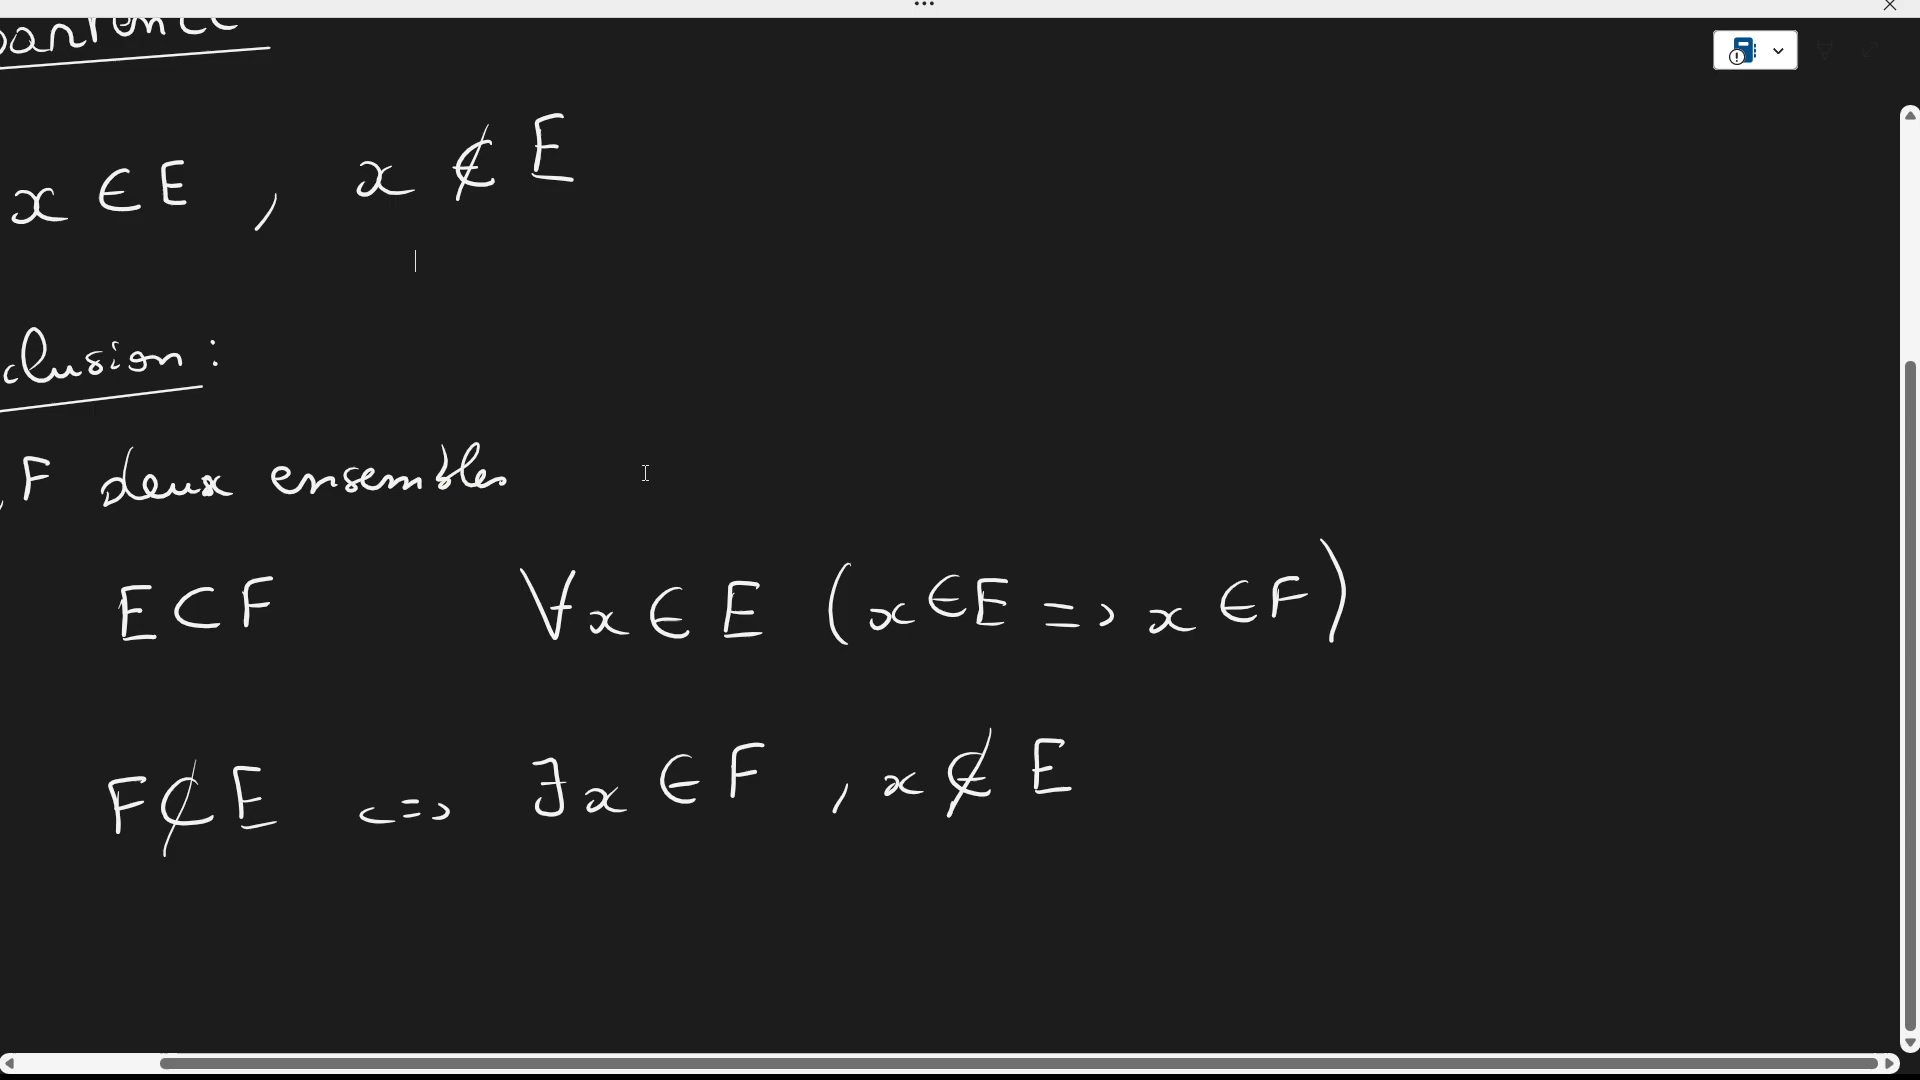 x ∈ E , x ∉ E
clusion :
, F deux ensembles
E ⊂ F ∀x ∈ E (x ∈ E => x ∈ F)
F ⊄ E <=> ∃x ∈ F , x ∉ E